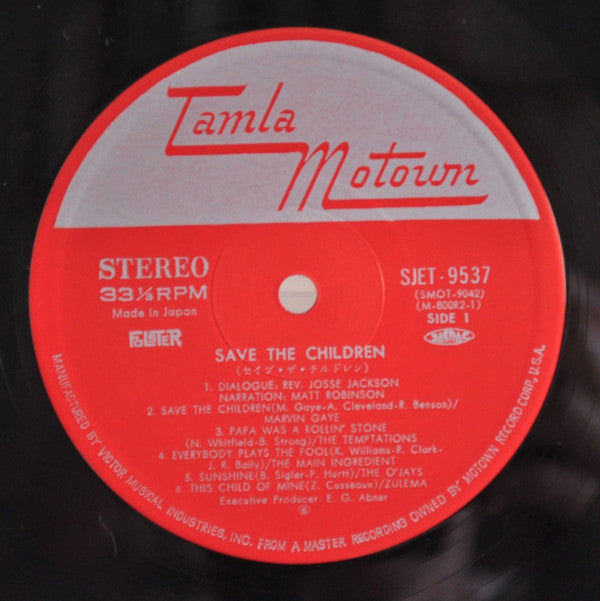 Tamla
Motown
STEREO
33⅓RPM
Made in Japan
POLSTER
SJET-9537
(SMOT-9042)
(M-800R2-1)
SIDE 1
SAVE THE CHILDREN
(セイブ・ザ・チルドレン)
1. DIALOGUE; REV. JOSSE JACKSON
NARRATION: MATT ROBINSON
2. SAVE THE CHILDREN(M. Gaye-A. Cleveland-R. Benson)/
MARVIN GAYE
3. PAPA WAS A ROLLIN' STONE
(N. Whitfield-B. Strong)/THE TEMPTATIONS
4. EVERYBODY PLAYS THE FOOL(K. Williams-R. Clark-
J. R. Baily)/THE MAIN INGREDIENT
5. SUNSHINE(B. Sigler-P. Hurtt)/THE O'JAYS
6. THIS CHILD OF MINE(Z. Cusseaux)/ZULEMA
Executive Producer: E. G. Abner
⑥
MANUFACTURED BY VICTOR MUSICAL INDUSTRIES, INC. FROM A MASTER RECORDING OWNED BY MOTOWN RECORD CORP., U.S.A.